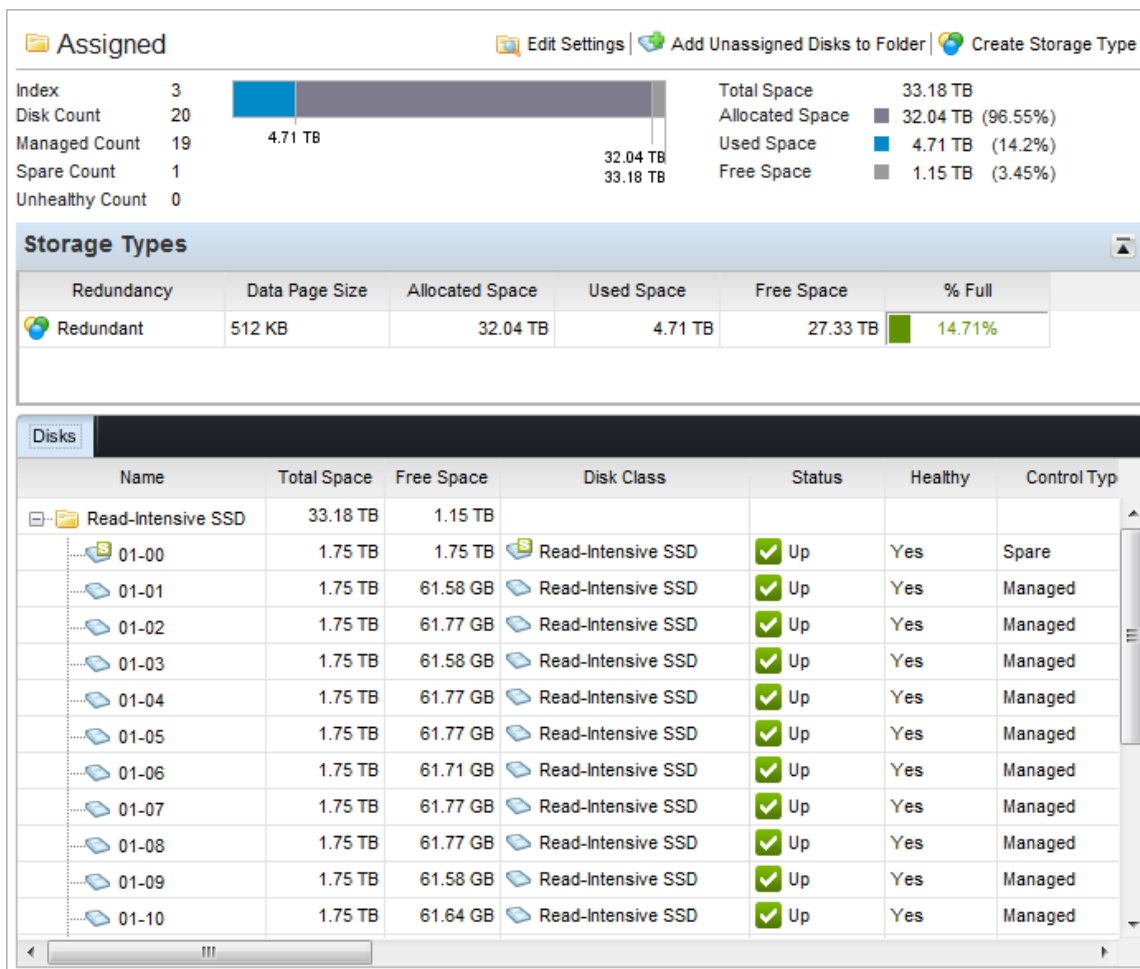 Assigned
Edit Settings | Add Unassigned Disks to Folder | Create Storage Type
Index 3
Disk Count 20
Managed Count 19
Spare Count 1
Unhealthy Count 0
4.71 TB
32.04 TB
33.18 TB
Total Space 33.18 TB
Allocated Space 32.04 TB (96.55%)
Used Space 4.71 TB (14.2%)
Free Space 1.15 TB (3.45%)
Storage Types
Redundancy Data Page Size Allocated Space Used Space Free Space % Full
Redundant 512 KB 32.04 TB 4.71 TB 27.33 TB 14.71%
Disks
Name Total Space Free Space Disk Class Status Healthy Control Typ
Read-Intensive SSD 33.18 TB 1.15 TB
S 01-00 1.75 TB 1.75 TB S Read-Intensive SSD Up Yes Spare
01-01 1.75 TB 61.58 GB Read-Intensive SSD Up Yes Managed
01-02 1.75 TB 61.77 GB Read-Intensive SSD Up Yes Managed
01-03 1.75 TB 61.58 GB Read-Intensive SSD Up Yes Managed
01-04 1.75 TB 61.77 GB Read-Intensive SSD Up Yes Managed
01-05 1.75 TB 61.77 GB Read-Intensive SSD Up Yes Managed
01-06 1.75 TB 61.71 GB Read-Intensive SSD Up Yes Managed
01-07 1.75 TB 61.77 GB Read-Intensive SSD Up Yes Managed
01-08 1.75 TB 61.77 GB Read-Intensive SSD Up Yes Managed
01-09 1.75 TB 61.58 GB Read-Intensive SSD Up Yes Managed
01-10 1.75 TB 61.64 GB Read-Intensive SSD Up Yes Managed